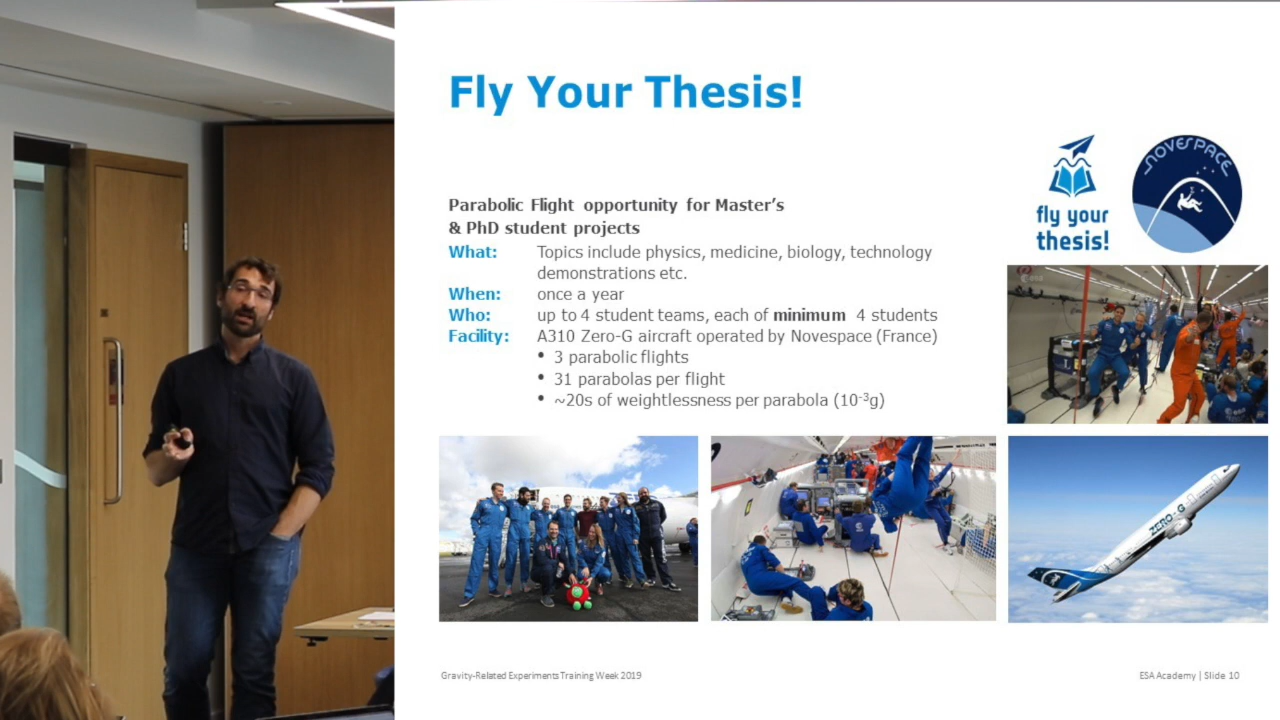 Fly Your Thesis!
NOVESPACE
fly your
thesis!
Parabolic Flight opportunity for Master's
& PhD student projects
What: Topics include physics, medicine, biology, technology
demonstrations etc.
When: once a year
Who: up to 4 student teams, each of minimum 4 students
Facility: A310 Zero-G aircraft operated by Novespace (France)
• 3 parabolic flights
• 31 parabolas per flight
• ~20s of weightlessness per parabola (10⁻³g)
esa
ZERO-G
Gravity-Related Experiments Training Week 2019
ESA Academy | Slide 10